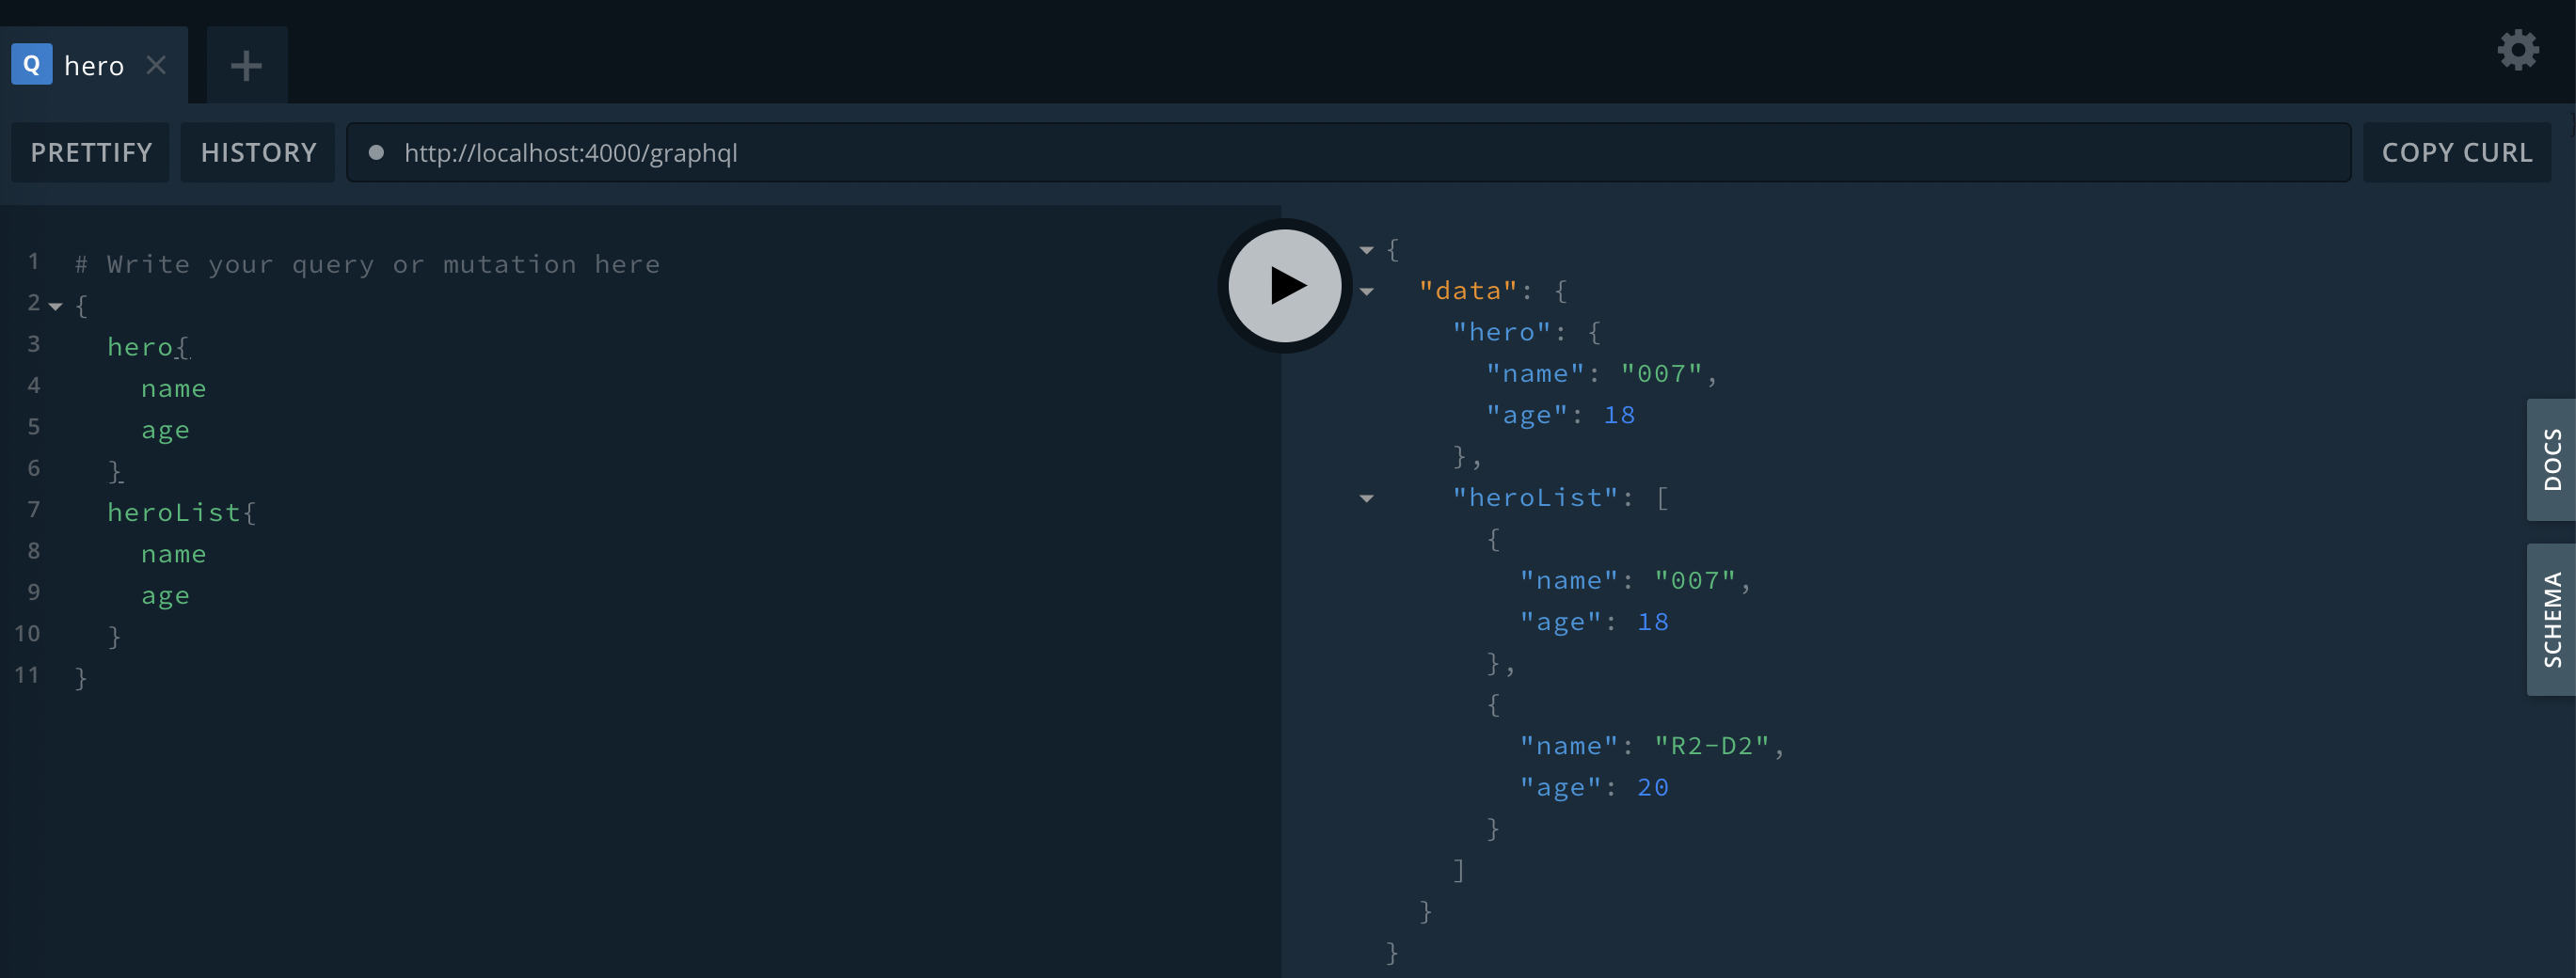 Q hero
PRETTIFY HISTORY http://localhost:4000/graphql COPY CURL
1 # Write your query or mutation here
2 {
3 hero{
4 name
5 age
6 }
7 heroList{
8 name
9 age
10 }
11 }
{
"data": {
"hero": {
"name": "007",
"age": 18
},
"heroList": [
{
"name": "007",
"age": 18
},
{
"name": "R2-D2",
"age": 20
}
]
}
}
DOCS
SCHEMA